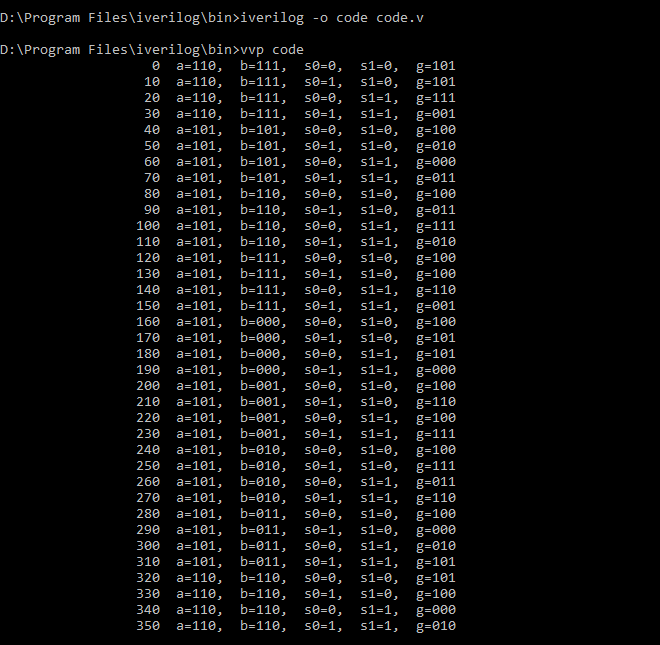 D:\Program Files\iverilog\bin>iverilog -o code code.v
D:\Program Files\iverilog\bin>vvp code
0 a=110, b=111, s0=0, s1=0, g=101
10 a=110, b=111, s0=1, s1=0, g=101
20 a=110, b=111, s0=0, s1=1, g=111
30 a=110, b=111, s0=1, s1=1, g=001
40 a=101, b=101, s0=0, s1=0, g=100
50 a=101, b=101, s0=1, s1=0, g=010
60 a=101, b=101, s0=0, s1=1, g=000
70 a=101, b=101, s0=1, s1=1, g=011
80 a=101, b=110, s0=0, s1=0, g=100
90 a=101, b=110, s0=1, s1=0, g=011
100 a=101, b=110, s0=0, s1=1, g=111
110 a=101, b=110, s0=1, s1=1, g=010
120 a=101, b=111, s0=0, s1=0, g=100
130 a=101, b=111, s0=1, s1=0, g=100
140 a=101, b=111, s0=0, s1=1, g=110
150 a=101, b=111, s0=1, s1=1, g=001
160 a=101, b=000, s0=0, s1=0, g=100
170 a=101, b=000, s0=1, s1=0, g=101
180 a=101, b=000, s0=0, s1=1, g=101
190 a=101, b=000, s0=1, s1=1, g=000
200 a=101, b=001, s0=0, s1=0, g=100
210 a=101, b=001, s0=1, s1=0, g=110
220 a=101, b=001, s0=0, s1=1, g=100
230 a=101, b=001, s0=1, s1=1, g=111
240 a=101, b=010, s0=0, s1=0, g=100
250 a=101, b=010, s0=1, s1=0, g=111
260 a=101, b=010, s0=0, s1=1, g=011
270 a=101, b=010, s0=1, s1=1, g=110
280 a=101, b=011, s0=0, s1=0, g=100
290 a=101, b=011, s0=1, s1=0, g=000
300 a=101, b=011, s0=0, s1=1, g=010
310 a=101, b=011, s0=1, s1=1, g=101
320 a=110, b=110, s0=0, s1=0, g=101
330 a=110, b=110, s0=1, s1=0, g=100
340 a=110, b=110, s0=0, s1=1, g=000
350 a=110, b=110, s0=1, s1=1, g=010